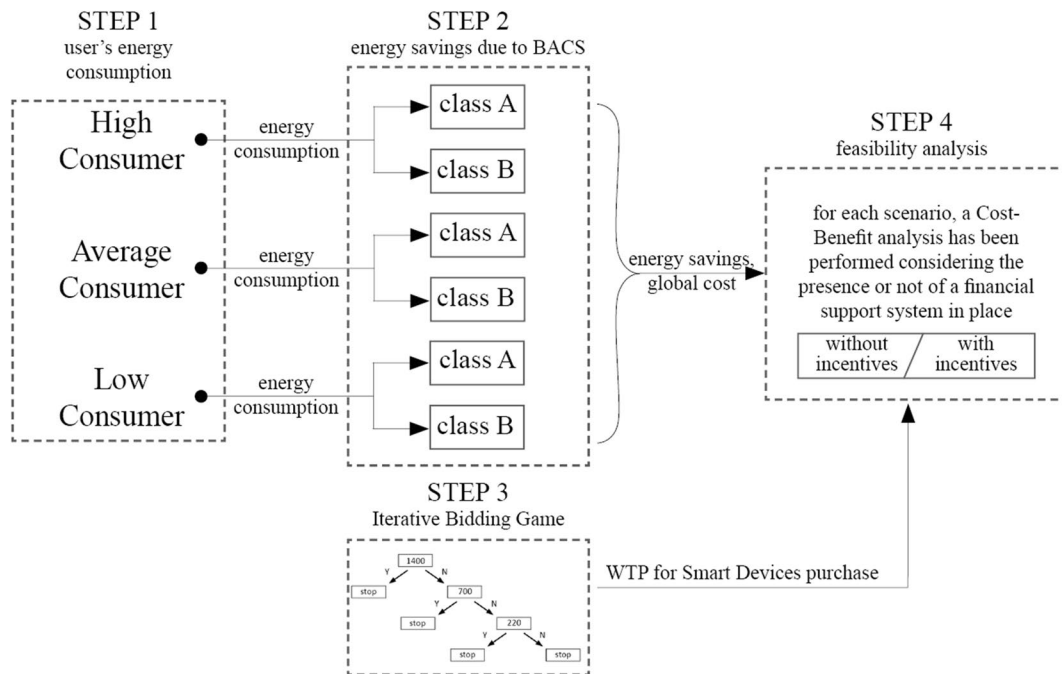 STEP 1
user's energy
consumption
High
Consumer
Average
Consumer
Low
Consumer
energy
consumption
energy
consumption
energy
consumption
STEP 2
energy savings due to BACS
class A
class B
class A
class B
class A
class B
energy savings,
global cost
STEP 3
Iterative Bidding Game
1400
Y
N
stop
700
Y
N
stop
220
Y
N
stop
stop
WTP for Smart Devices purchase
STEP 4
feasibility analysis
for each scenario, a Cost-
Benefit analysis has been
performed considering the
presence or not of a financial
support system in place
without
incentives
with
incentives